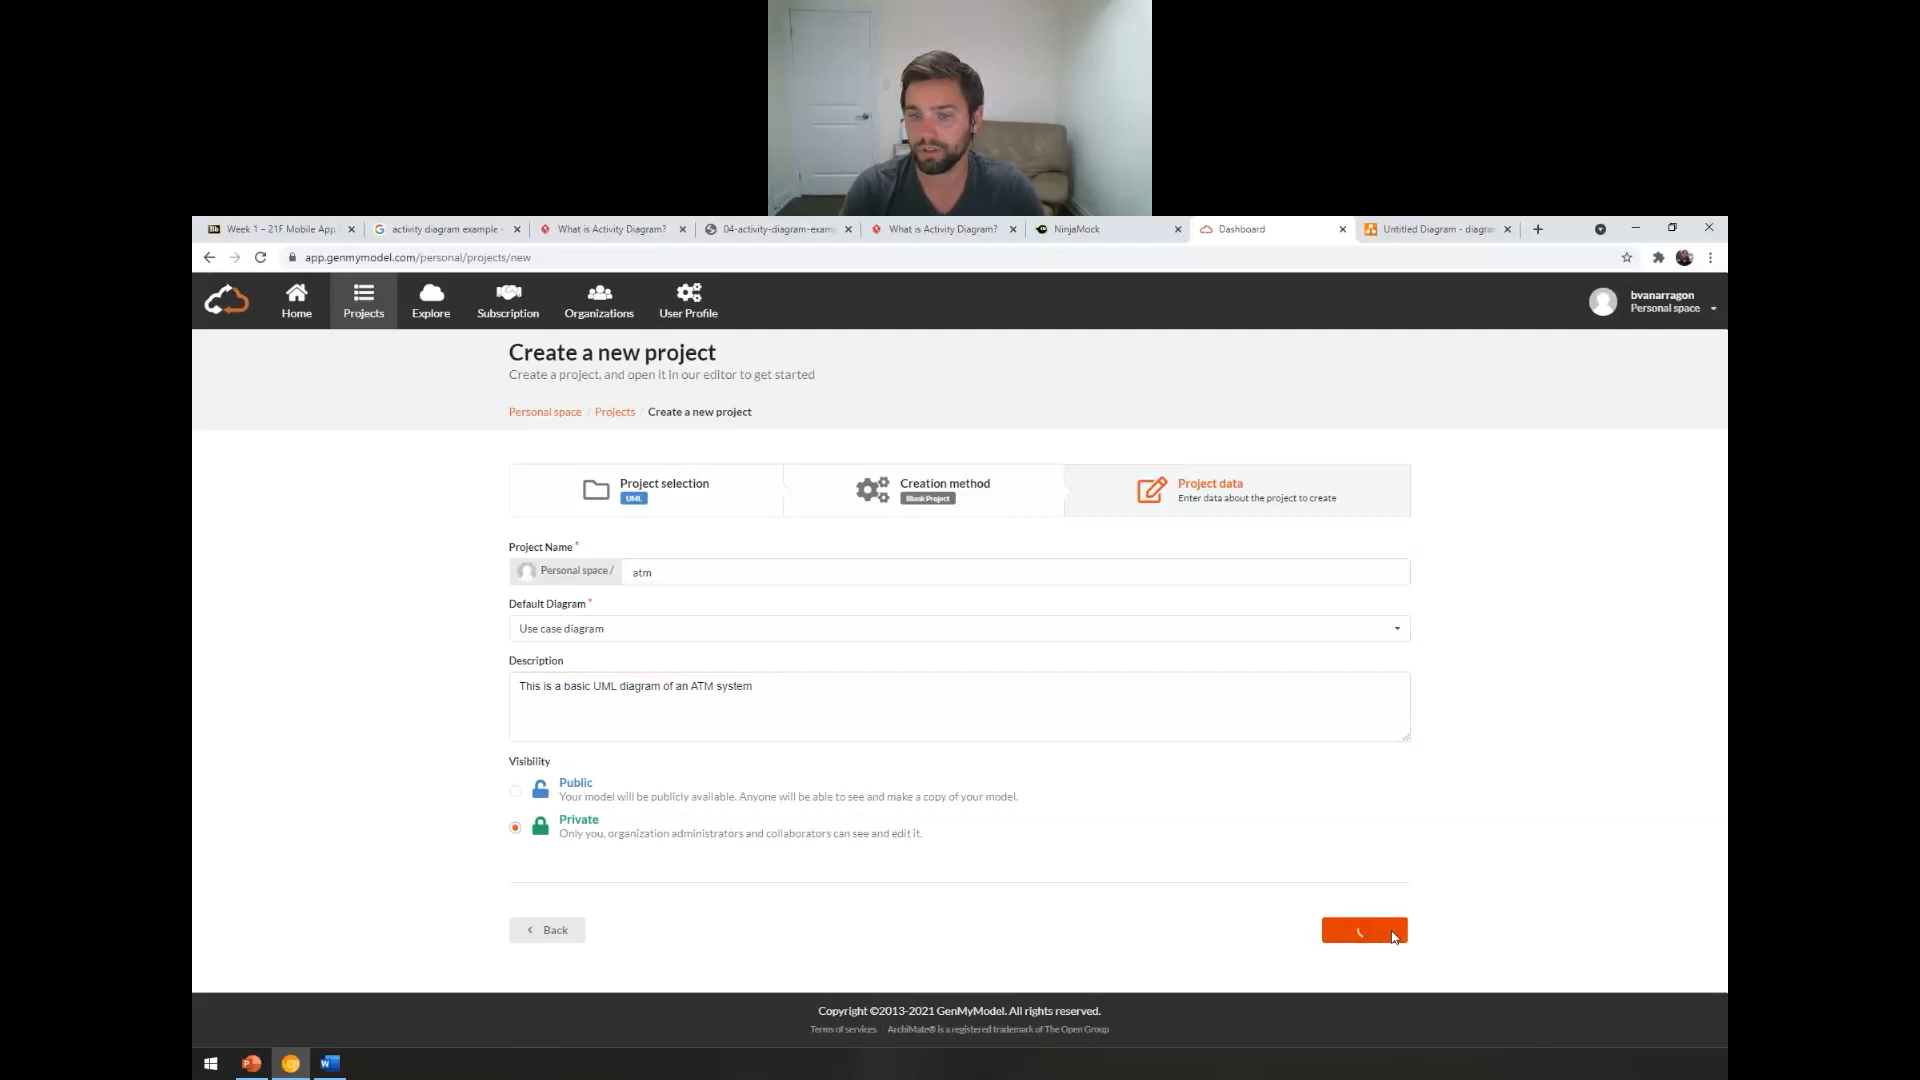 Week 1 – 21F Mobile App
activity diagram example -
What is Activity Diagram?
04-activity-diagram-exam
What is Activity Diagram?
NinjaMock
Dashboard
Untitled Diagram - diagra
app.genmymodel.com/personal/projects/new
Home
Projects
Explore
Subscription
Organizations
User Profile
bvanarragon
Personal space
Create a new project
Create a project, and open it in our editor to get started
Personal space / Projects / Create a new project
Project selection
UML
Creation method
Blank Project
Project data
Enter data about the project to create
Project Name *
Personal space /
atm
Default Diagram *
Use case diagram
Description
This is a basic UML diagram of an ATM system
Visibility
Public
Your model will be publicly available. Anyone will be able to see and make a copy of your model.
Private
Only you, organization administrators and collaborators can see and edit it.
Back
Copyright ©2013-2021 GenMyModel. All rights reserved.
Terms of services
ArchiMate® is a registered trademark of The Open Group